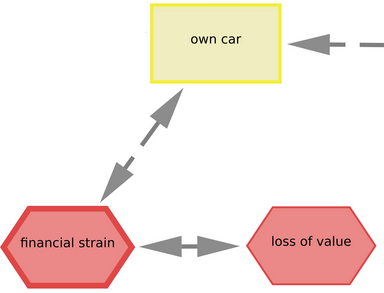 own car
financial strain
loss of value